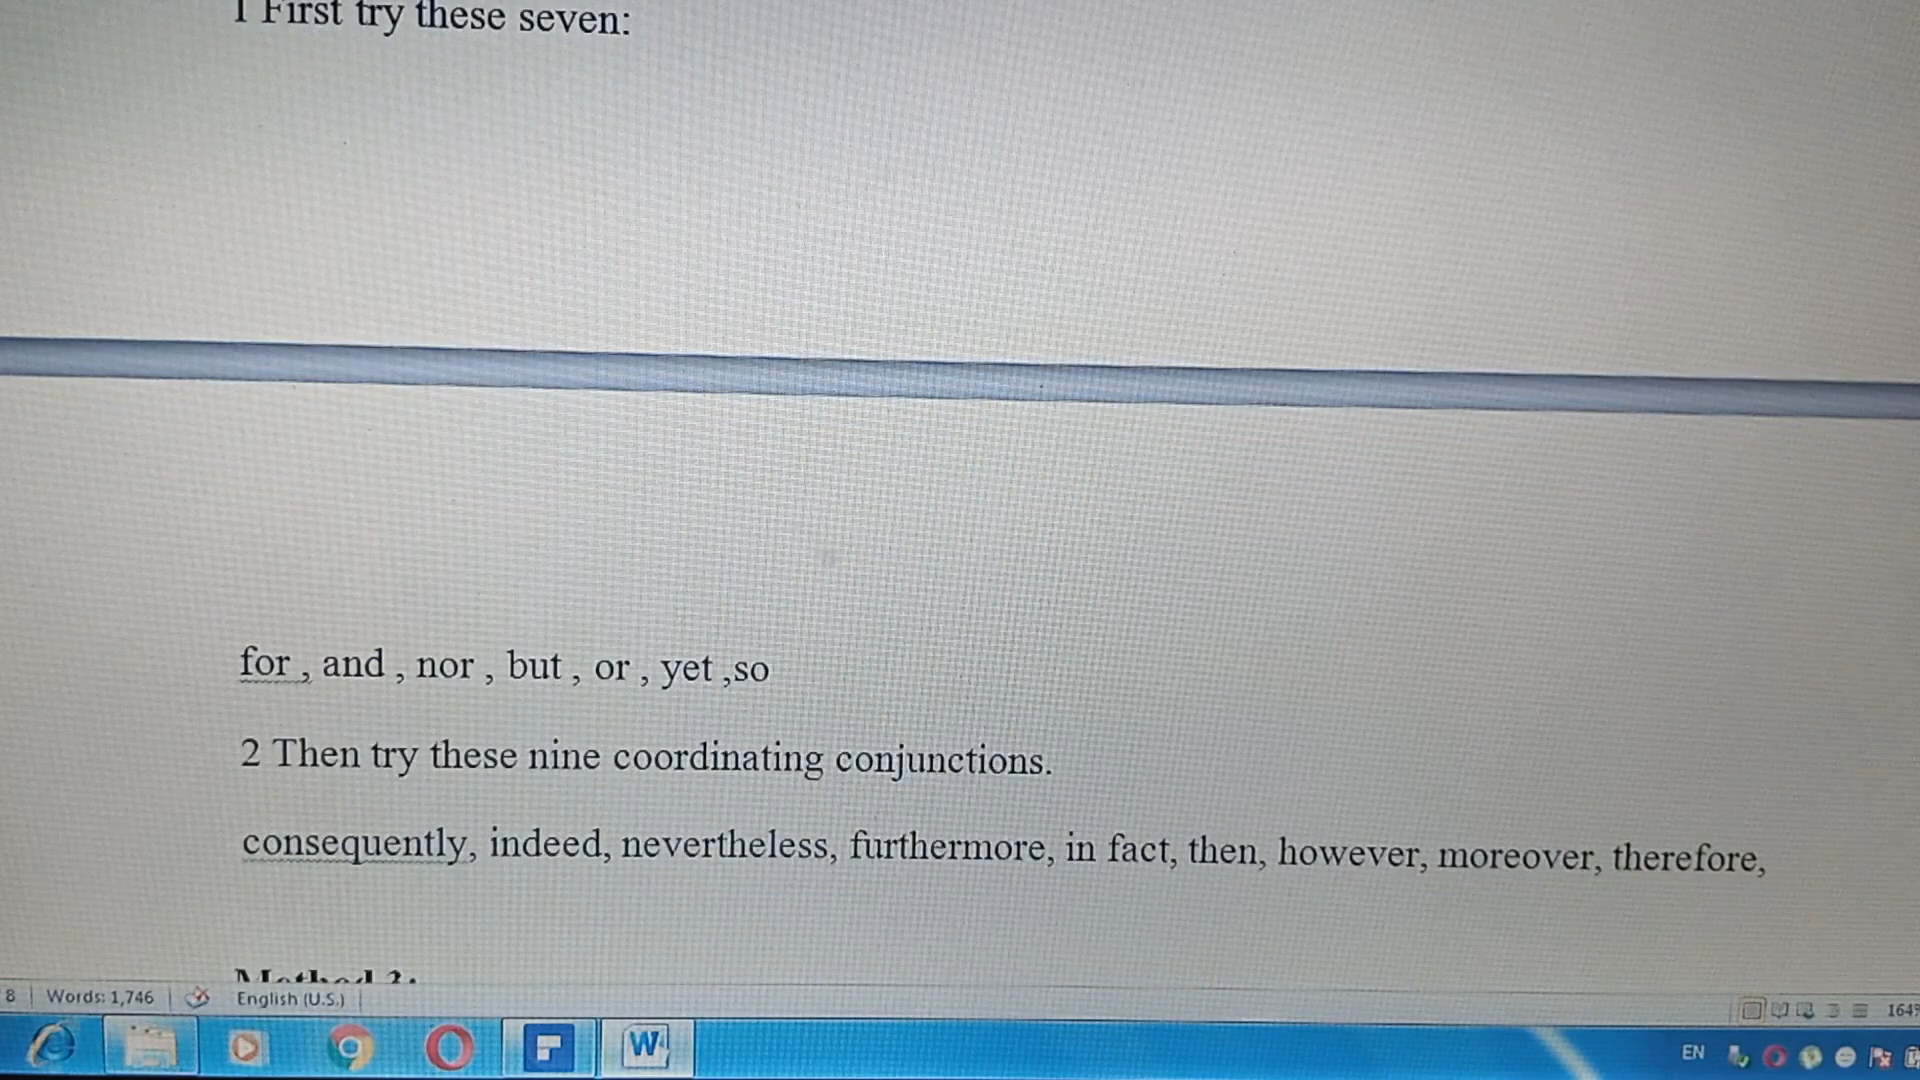 1 First try these seven:
for , and , nor , but , or , yet ,so
2 Then try these nine coordinating conjunctions.
consequently, indeed, nevertheless, furthermore, in fact, then, however, moreover, therefore,
8 Words: 1,746 English (U.S.)
EN